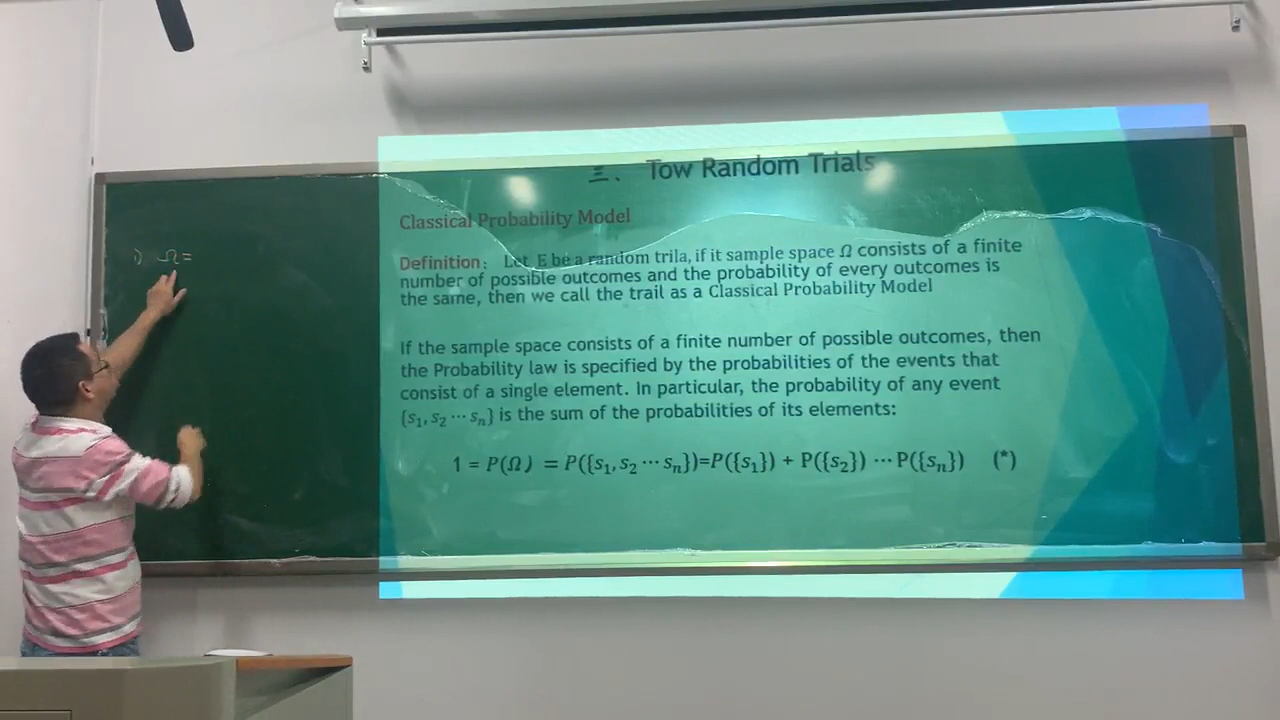 1) Ω=
三、 Tow Random Trials
Classical Probability Model
Definition: Let E be a random trila, if it sample space Ω consists of a finite
number of possible outcomes and the probability of every outcomes is
the same, then we call the trail as a Classical Probability Model
If the sample space consists of a finite number of possible outcomes, then
the Probability law is specified by the probabilities of the events that
consist of a single element. In particular, the probability of any event
{s₁, s₂ ⋯ sₙ} is the sum of the probabilities of its elements:
1 = P(Ω) = P({s₁, s₂ ⋯ sₙ})=P({s₁}) + P({s₂}) ⋯ P({sₙ}) (*)